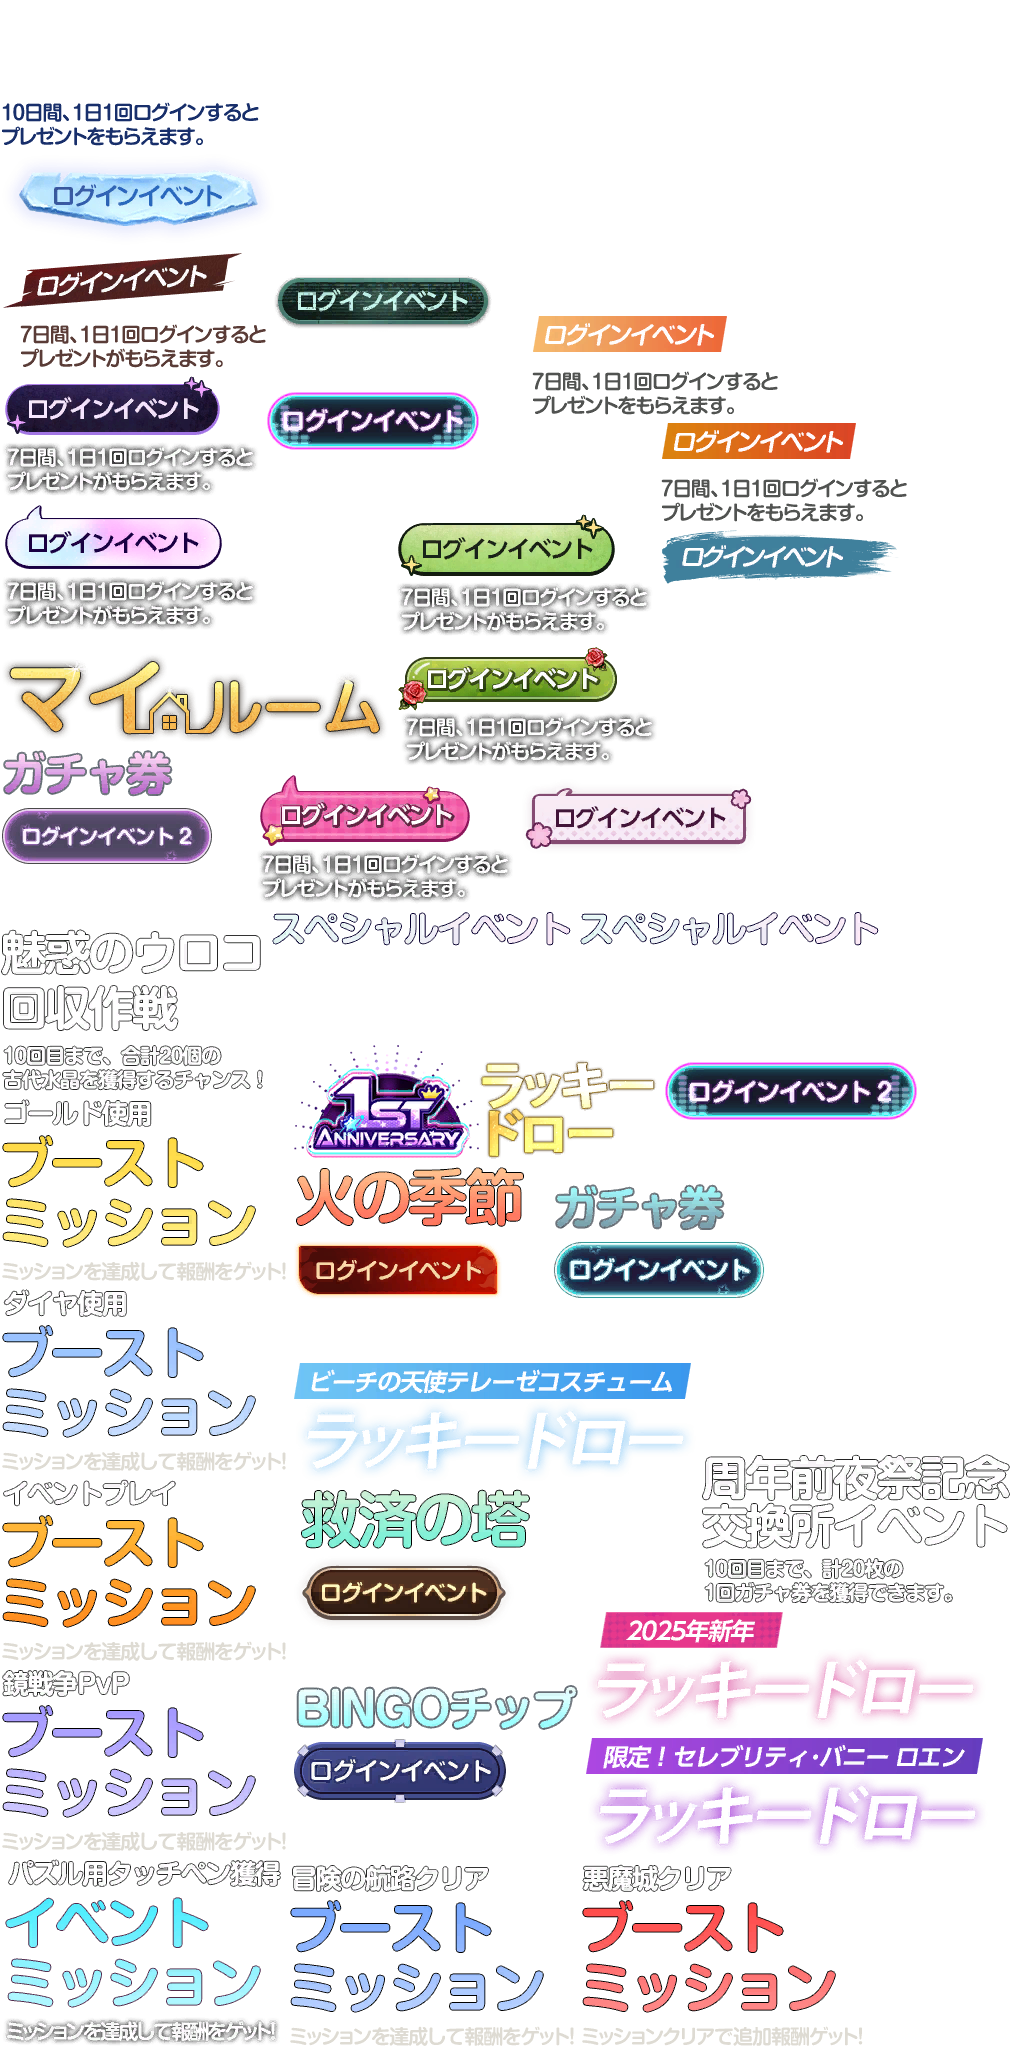 10日間、1日1回ログインすると
プレゼントをもらえます。
ログインイベント
ログインイベント
7日間、1日1回ログインすると
プレゼントがもらえます。
ログインイベント
ログインイベント
7日間、1日1回ログインすると
プレゼントをもらえます。
ログインイベント
7日間、1日1回ログインすると
プレゼントがもらえます。
ログインイベント
ログインイベント
7日間、1日1回ログインすると
プレゼントをもらえます。
ログインイベント
7日間、1日1回ログインすると
プレゼントがもらえます。
ログインイベント
7日間、1日1回ログインすると
プレゼントがもらえます。
ログインイベント
マイルーム
ログインイベント
7日間、1日1回ログインすると
プレゼントがもらえます。
ガチャ券
ログインイベント 2
ログインイベント
7日間、1日1回ログインすると
プレゼントがもらえます。
ログインイベント
スペシャルイベント
スペシャルイベント
魅惑のウロコ
回収作戦
10回目まで、合計20個の
古代水晶を獲得するチャンス！
1ST
ANNIVERSARY
ラッキー
ドロー
ログインイベント 2
ゴールド使用
ブースト
ミッション
ミッションを達成して報酬をゲット!
火の季節
ログインイベント
ガチャ券
ログインイベント
ダイヤ使用
ブースト
ミッション
ミッションを達成して報酬をゲット!
ビーチの天使テレーゼコスチューム
ラッキードロー
イベントプレイ
ブースト
ミッション
ミッションを達成して報酬をゲット!
救済の塔
ログインイベント
周年前夜祭記念
交換所イベント
10回目まで、計20枚の
1回ガチャ券を獲得できます。
2025年新年
ラッキードロー
鏡戦争PvP
ブースト
ミッション
ミッションを達成して報酬をゲット!
BINGOチップ
ログインイベント
限定！セレブリティ・バニー ロエン
ラッキードロー
パズル用タッチペン獲得
イベント
ミッション
ミッションを達成して報酬をゲット!
冒険の航路クリア
ブースト
ミッション
ミッションを達成して報酬をゲット!
悪魔城クリア
ブースト
ミッション
ミッションクリアで追加報酬ゲット!